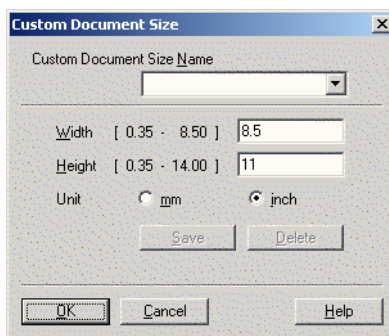 Custom Document Size
Custom Document Size Name
Width [ 0.35 - 8.50 ] 8.5
Height [ 0.35 - 14.00 ] 11
Unit mm inch
Save Delete
OK Cancel Help